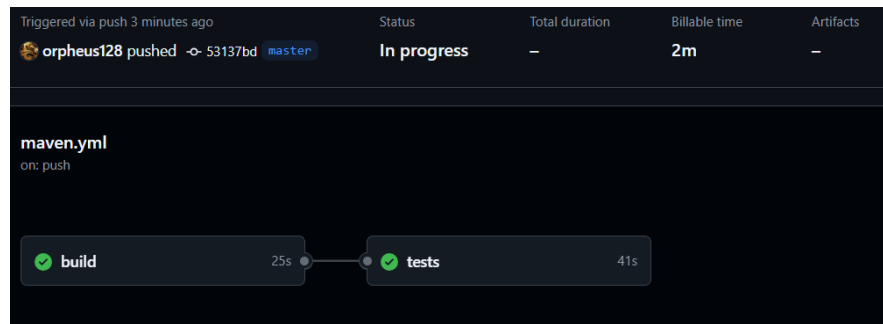 Triggered via push 3 minutes ago
orpheus128 pushed 53137bd master
Status
In progress
Total duration
–
Billable time
2m
Artifacts
–
maven.yml
on: push
build 25s
tests 41s